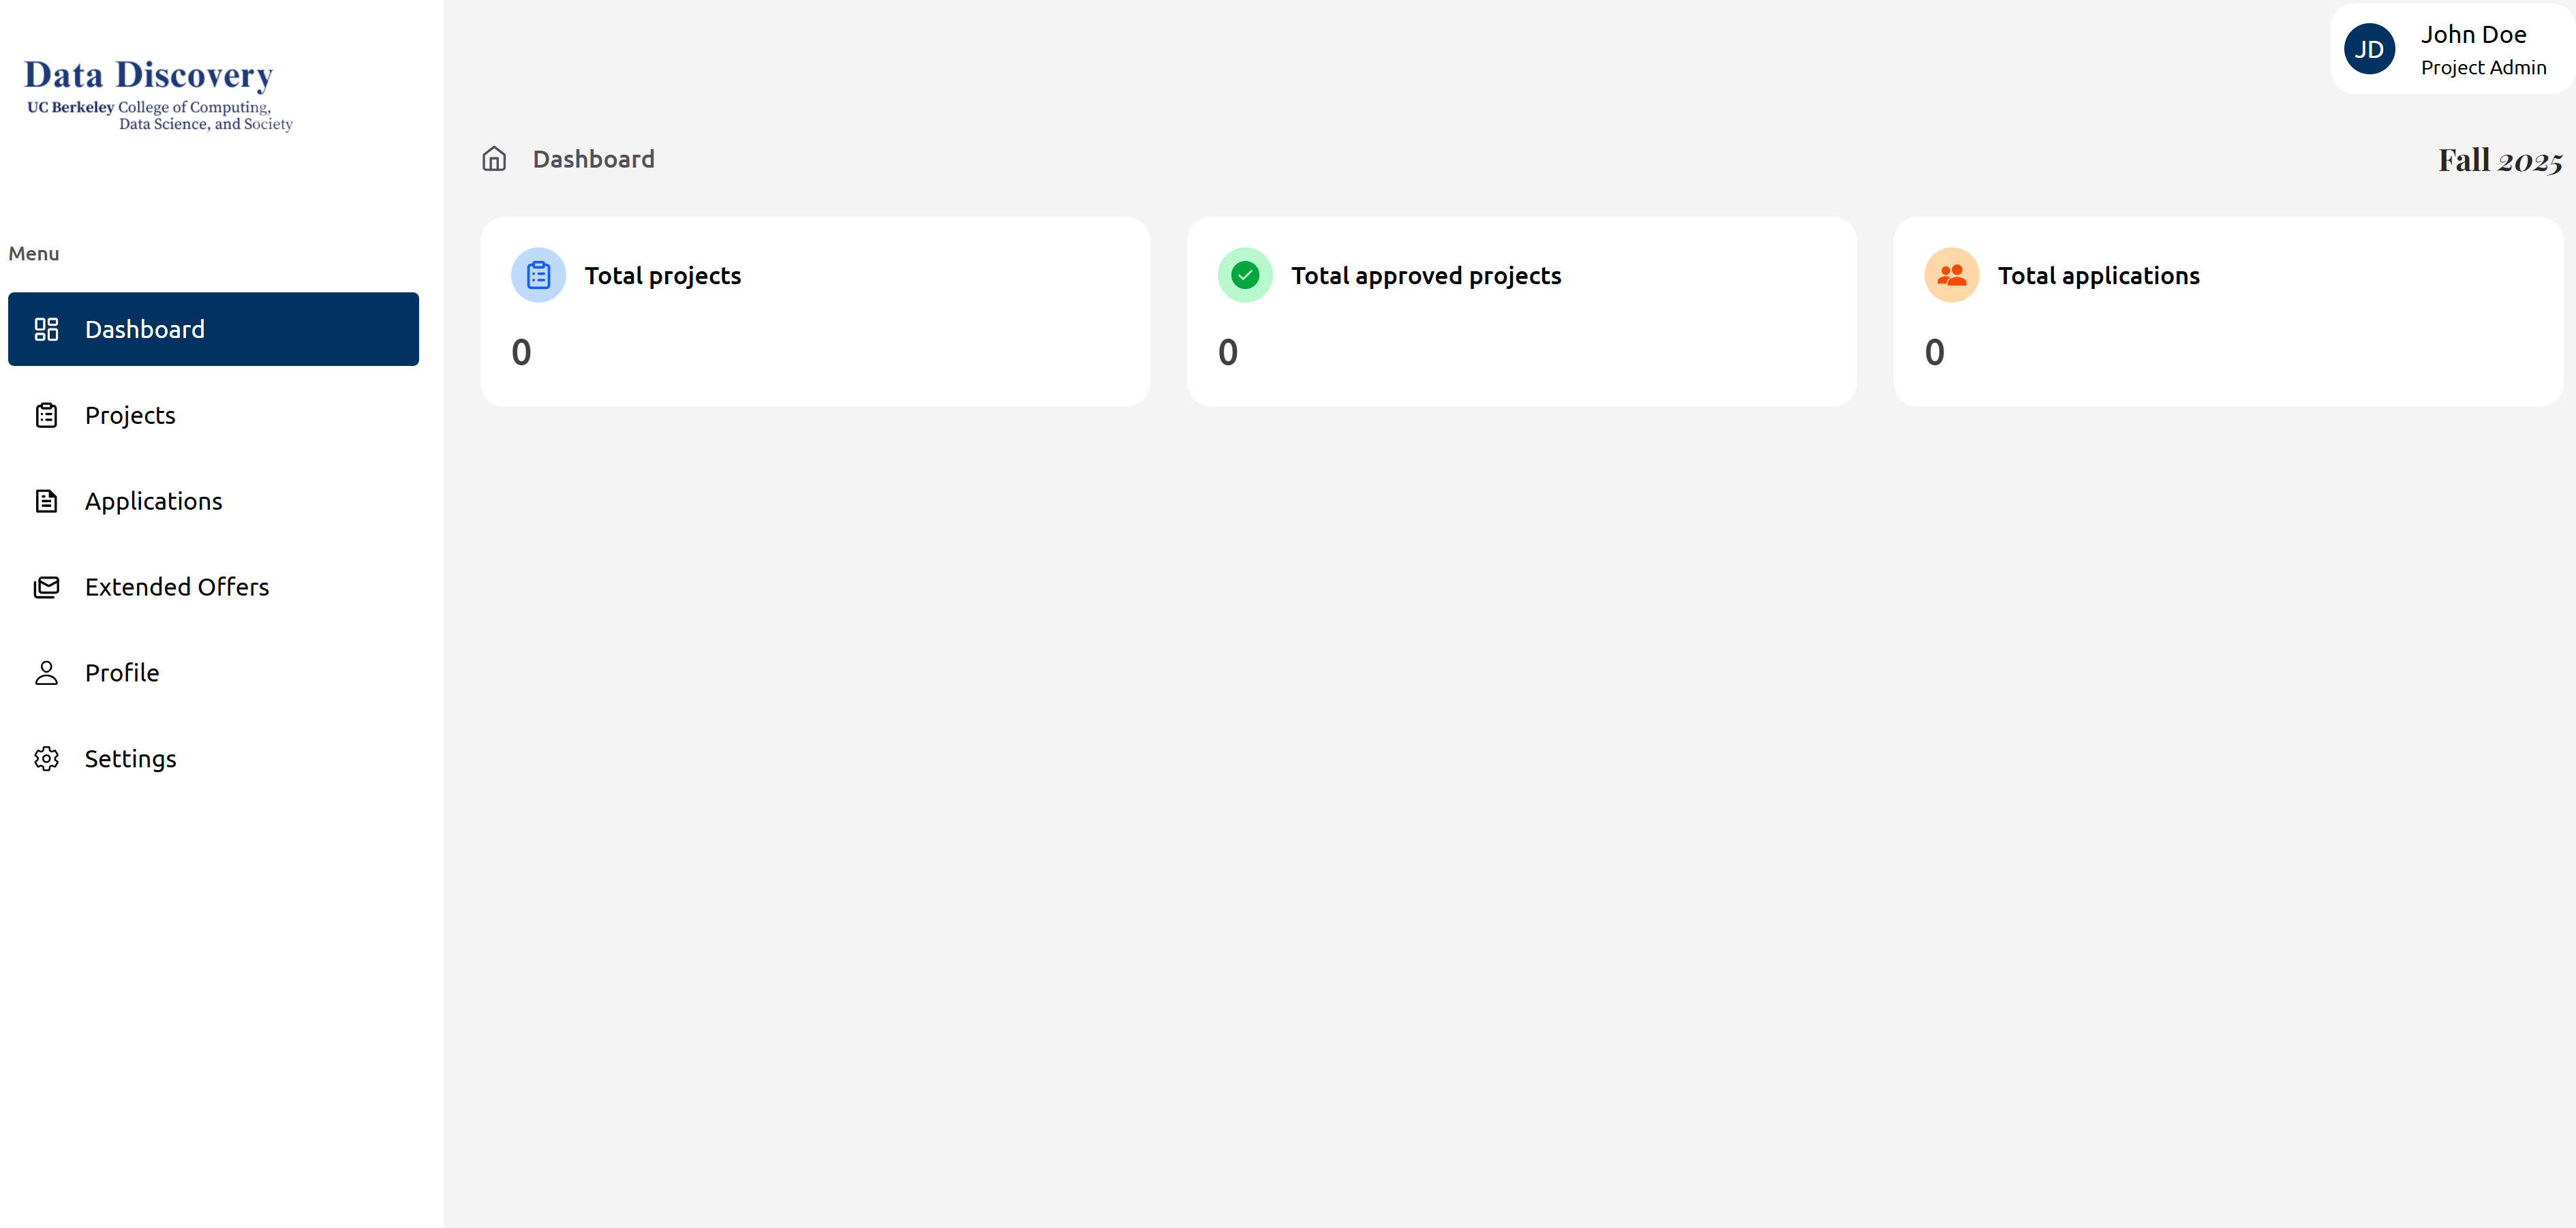 Data Discovery
UC Berkeley College of Computing,
Data Science, and Society
Menu
Dashboard
Projects
Applications
Extended Offers
Profile
Settings
JD
John Doe
Project Admin
Dashboard
Fall 2025
Total projects
0
Total approved projects
0
Total applications
0